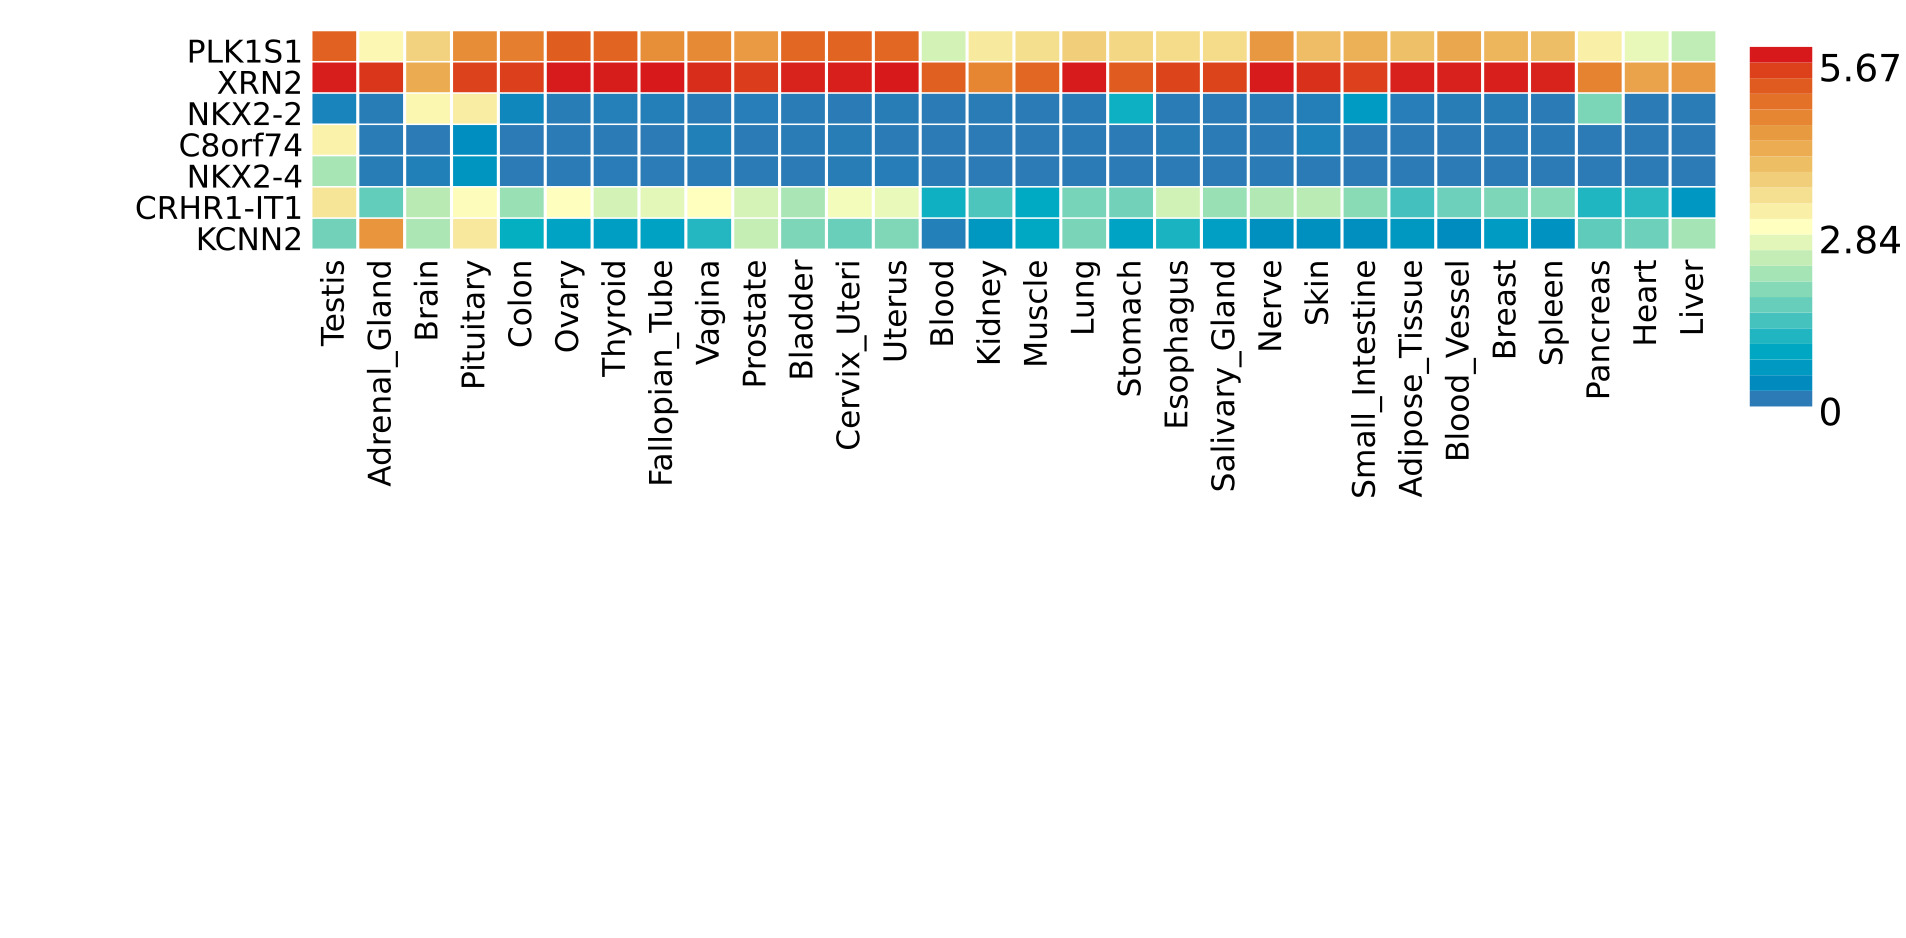 PLK1S1
XRN2
NKX2-2
C8orf74
NKX2-4
CRHR1-IT1
KCNN2
Testis
Adrenal_Gland
Brain
Pituitary
Colon
Ovary
Thyroid
Fallopian_Tube
Vagina
Prostate
Bladder
Cervix_Uteri
Uterus
Blood
Kidney
Muscle
Lung
Stomach
Esophagus
Salivary_Gland
Nerve
Skin
Small_Intestine
Adipose_Tissue
Blood_Vessel
Breast
Spleen
Pancreas
Heart
Liver
5.67
2.84
0